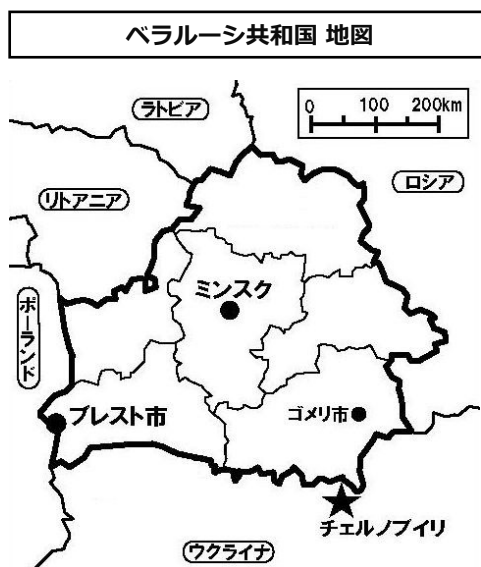 ベラルーシ共和国 地図
ラトビア
0 100 200km
リトアニア
ロシア
ミンスク
ポーランド
ブレスト市
ゴメリ市
チェルノブイリ
ウクライナ